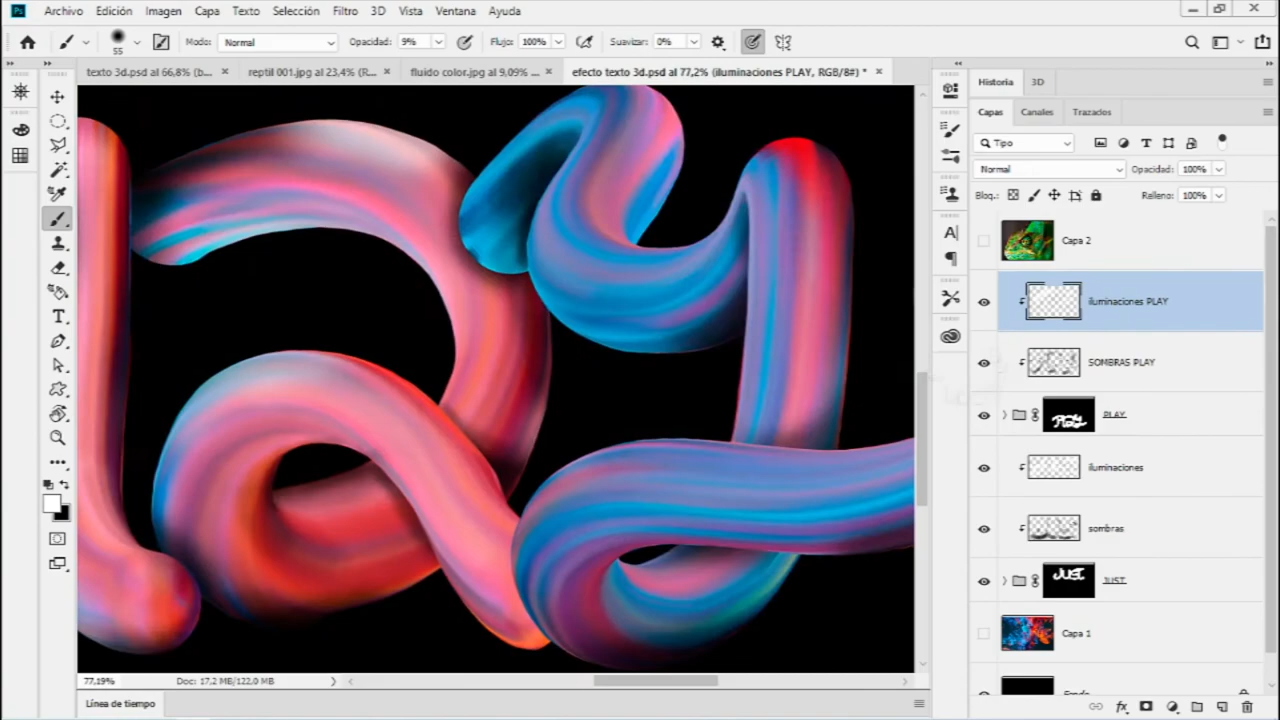 Ps Archivo Edición Imagen Capa Texto Selección Filtro 3D Vista Ventana Ayuda
55 Modo: Normal Opacidad: 9% Flujo: 100% Suavizar: 0%
texto 3d.psd al 66,8% (b... × reptil 001.jpg al 23,4% (R... × fluido color.jpg al 9,09% ... × efecto texto 3d.psd al 77,2% (iluminaciones PLAY, RGB/8#) * ×
Historia 3D
Capas Canales Trazados
Tipo
Normal Opacidad: 100%
Bloq.: Relleno: 100%
Capa 2
iluminaciones PLAY
SOMBRAS PLAY
PLAY
iluminaciones
sombras
JUST
Capa 1
Fondo
77,19% Doc: 17,2 MB/122,0 MB
Línea de tiempo